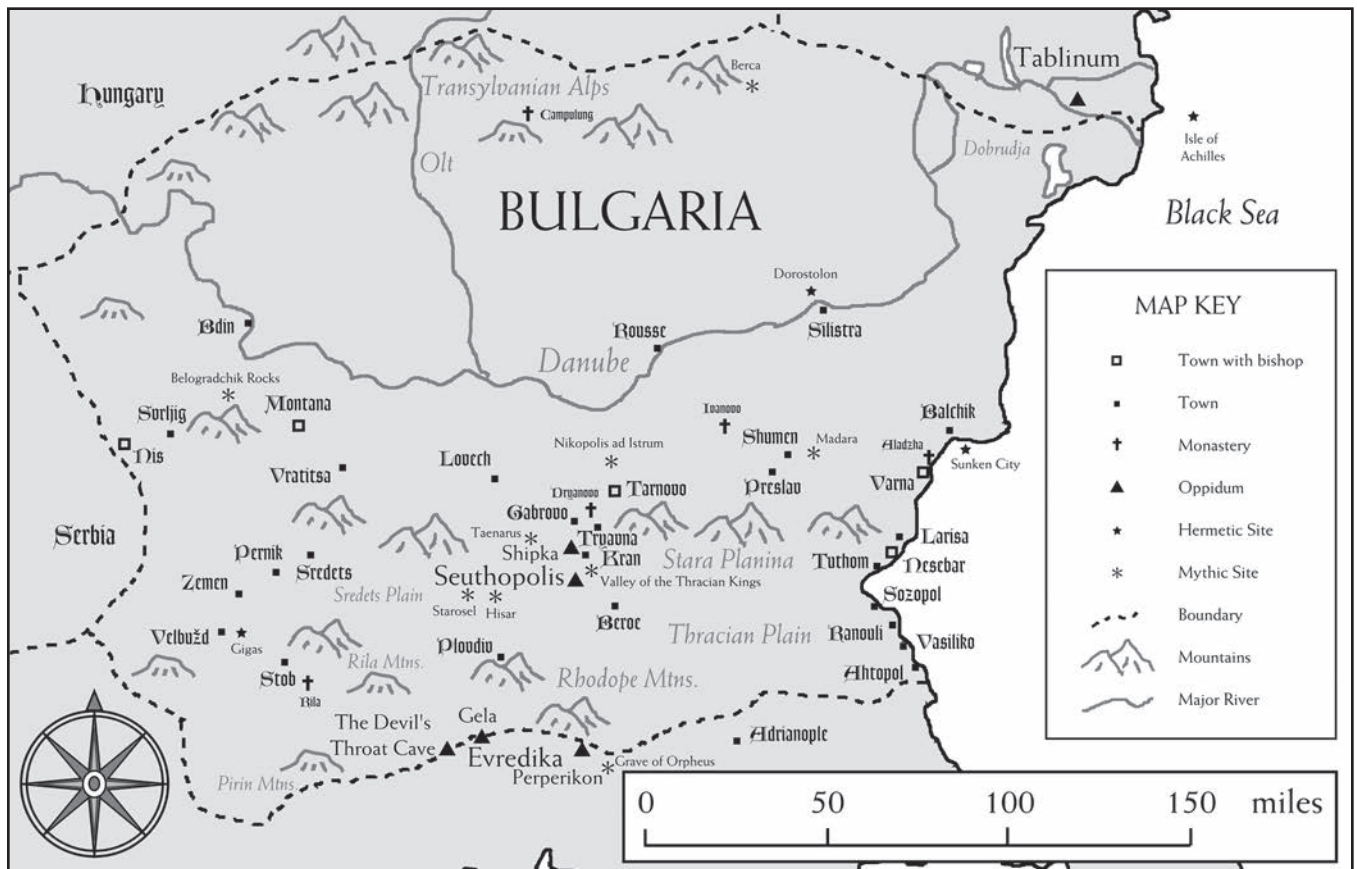 Hungary
Transylvanian Alps
Berca
Campulung
Tablinum
Isle of
Achilles
Dobrudja
Olt
BULGARIA
Black Sea
Dorostolon
Bdin
Rousse
Silistra
Danube
Belogradchik Rocks
Svrljig
Montana
Nis
Ivanovo
Balchik
Shumen
Madara
Aladzha
Nikopolis ad Istrum
Sunken City
Vratitsa
Lovech
Preslav
Varna
Dryanovo
Tarnovo
Gabrovo
Serbia
Taenarus
Tryavna
Shipka
Kran
Stara Planina
Larisa
Pernik
Sredets
Tuthom
Nesebar
Seuthopolis
Valley of the Thracian Kings
Zemen
Sredets Plain
Starosel
Hisar
Sozopol
Beroe
Thracian Plain
Velbužd
Gigas
Ranouli
Vasiliko
Plovdiv
Stob
Rila Mtns.
Rhodope Mtns.
Ahtopol
Rila
The Devil's
Throat Cave
Gela
Evredika
Perperikon
Grave of Orpheus
Adrianople
Pirin Mtns.
MAP KEY
Town with bishop
Town
Monastery
Oppidum
Hermetic Site
Mythic Site
Boundary
Mountains
Major River
0 50 100 150 miles